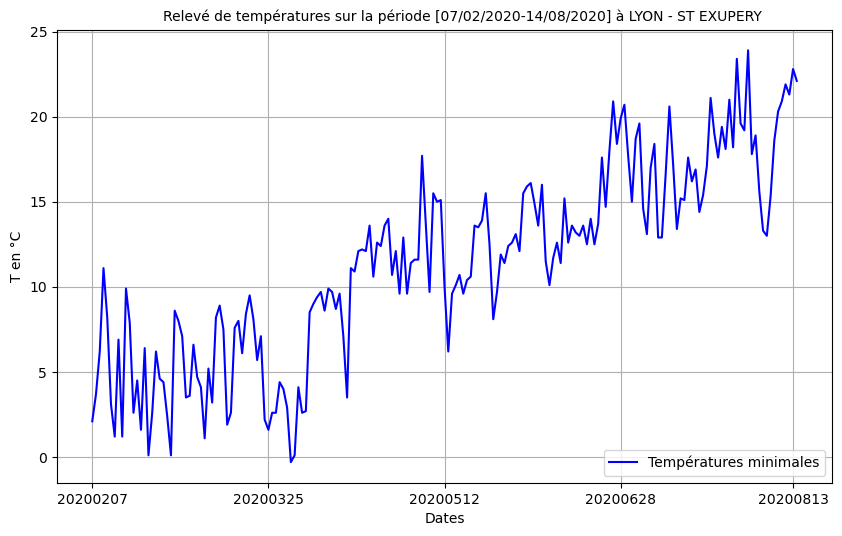 Relevé de températures sur la période [07/02/2020-14/08/2020] à LYON - ST EXUPERY
25
20
15
10
5
0
T en °C
Températures minimales
20200207 20200325 20200512 20200628 20200813
Dates